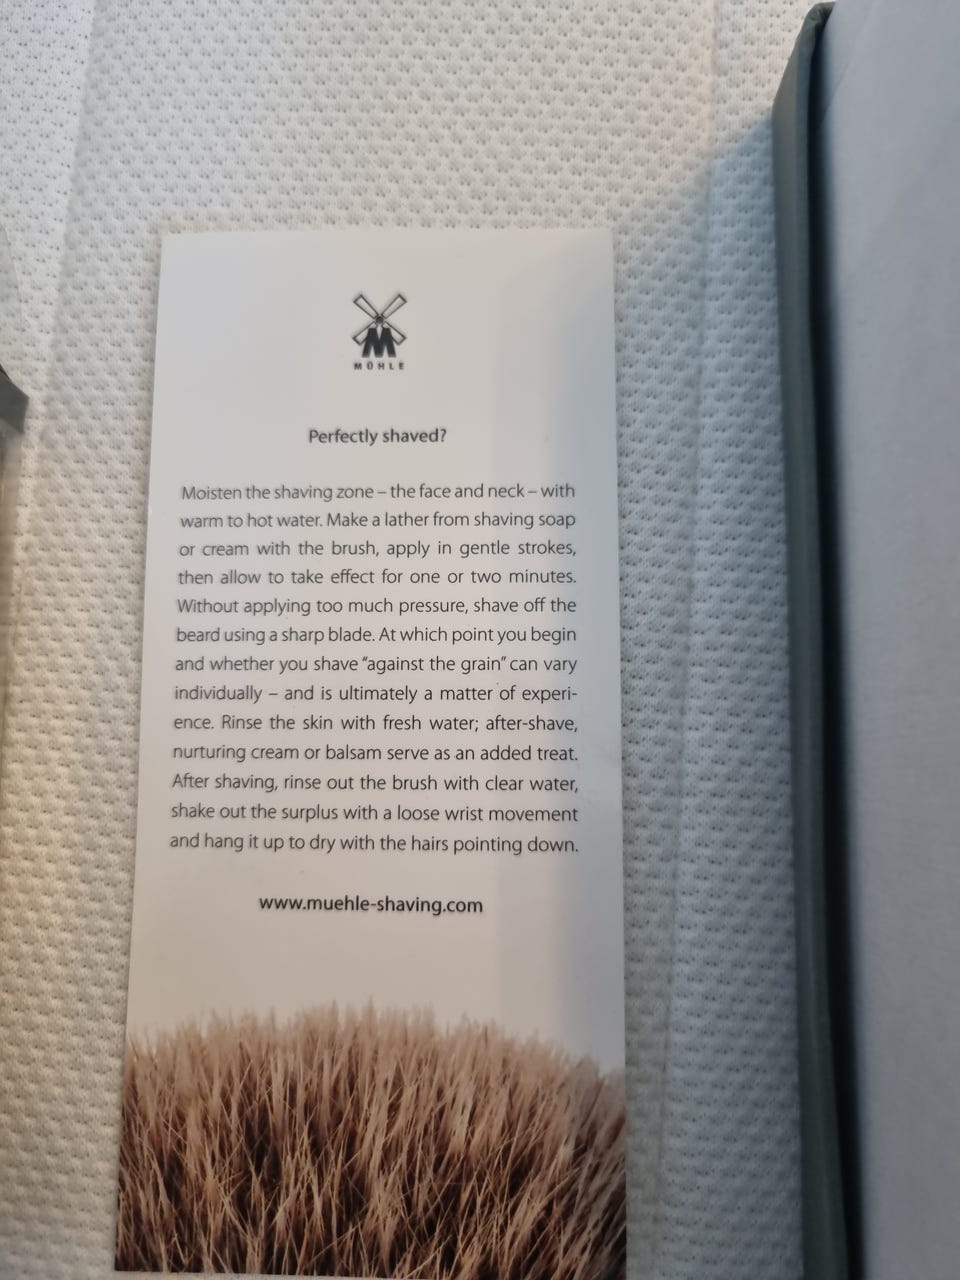 M
MÜHLE
Perfectly shaved?
Moisten the shaving zone – the face and neck – with
warm to hot water. Make a lather from shaving soap
or cream with the brush, apply in gentle strokes,
then allow to take effect for one or two minutes.
Without applying too much pressure, shave off the
beard using a sharp blade. At which point you begin
and whether you shave “against the grain” can vary
individually – and is ultimately a matter of experi-
ence. Rinse the skin with fresh water; after-shave,
nurturing cream or balsam serve as an added treat.
After shaving, rinse out the brush with clear water,
shake out the surplus with a loose wrist movement
and hang it up to dry with the hairs pointing down.
www.muehle-shaving.com